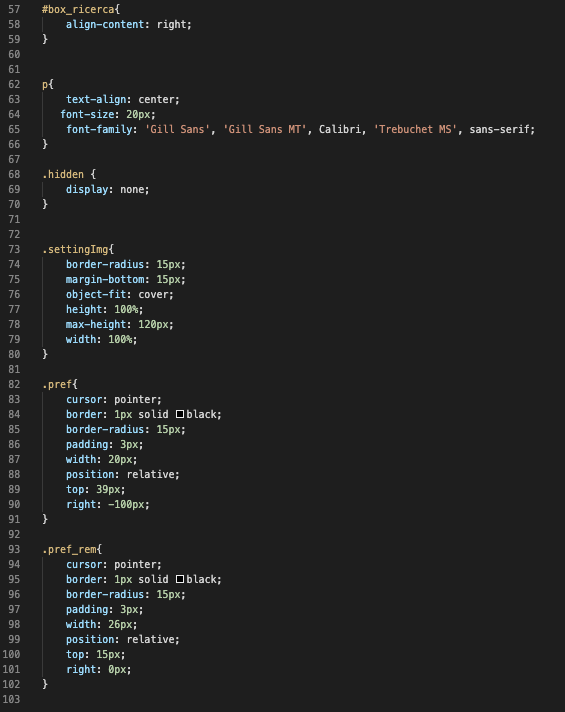 57 #box_ricerca{
58 align-content: right;
59 }
60
61
62 p{
63 text-align: center;
64 font-size: 20px;
65 font-family: 'Gill Sans', 'Gill Sans MT', Calibri, 'Trebuchet MS', sans-serif;
66 }
67
68 .hidden {
69 display: none;
70 }
71
72
73 .settingImg{
74 border-radius: 15px;
75 margin-bottom: 15px;
76 object-fit: cover;
77 height: 100%;
78 max-height: 120px;
79 width: 100%;
80 }
81
82 .pref{
83 cursor: pointer;
84 border: 1px solid black;
85 border-radius: 15px;
86 padding: 3px;
87 width: 20px;
88 position: relative;
89 top: 39px;
90 right: -100px;
91 }
92
93 .pref_rem{
94 cursor: pointer;
95 border: 1px solid black;
96 border-radius: 15px;
97 padding: 3px;
98 width: 26px;
99 position: relative;
100 top: 15px;
101 right: 0px;
102 }
103